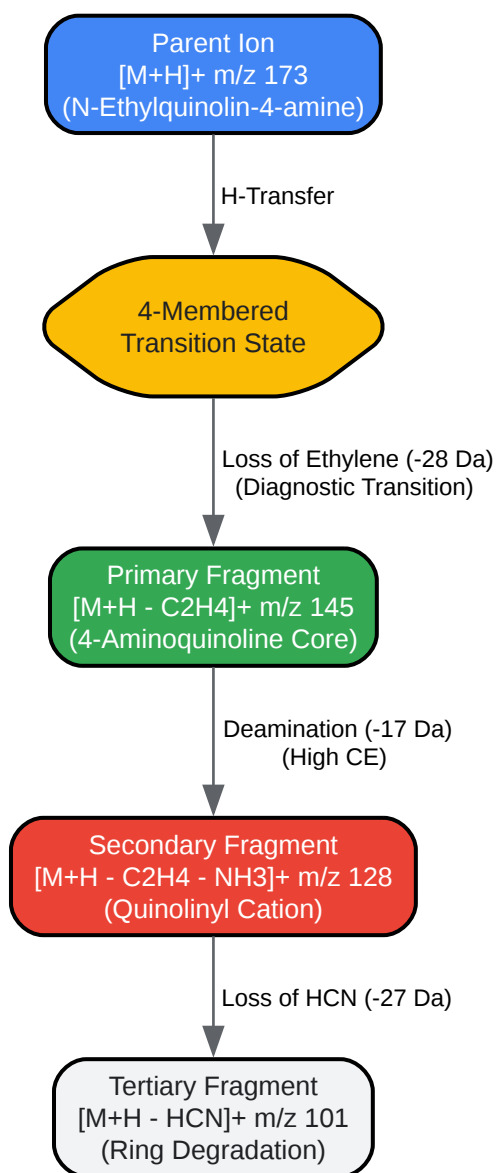 Parent Ion
[M+H]+ m/z 173
(N-Ethylquinolin-4-amine)
H-Transfer
4-Membered
Transition State
Loss of Ethylene (-28 Da)
(Diagnostic Transition)
Primary Fragment
[M+H - C2H4]+ m/z 145
(4-Aminoquinoline Core)
Deamination (-17 Da)
(High CE)
Secondary Fragment
[M+H - C2H4 - NH3]+ m/z 128
(Quinolinyl Cation)
Loss of HCN (-27 Da)
Tertiary Fragment
[M+H - HCN]+ m/z 101
(Ring Degradation)